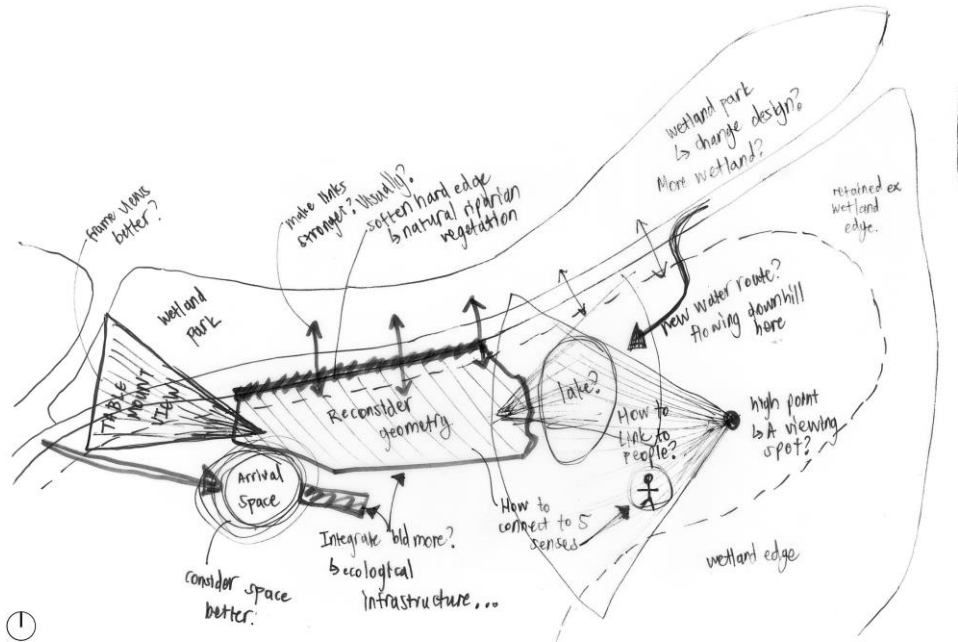 wetland park
↳ change design?
More wetland?
retained ex
wetland
edge.
frame views
better?
make links
stronger? Visually?
soften hard edge
↳ natural riparian
vegetation
Wetland
Park
new water route?
flowing downhill
here
TABLE
MOUNT
VIEW
Reconsider
geometry
lake?
How to
link to
people?
high point
↳ A viewing
spot?
Arrival
Space
How to
connect to 5
senses
Integrate bld more?
↳ ecological
infrastructure...
wetland edge
consider space
better.